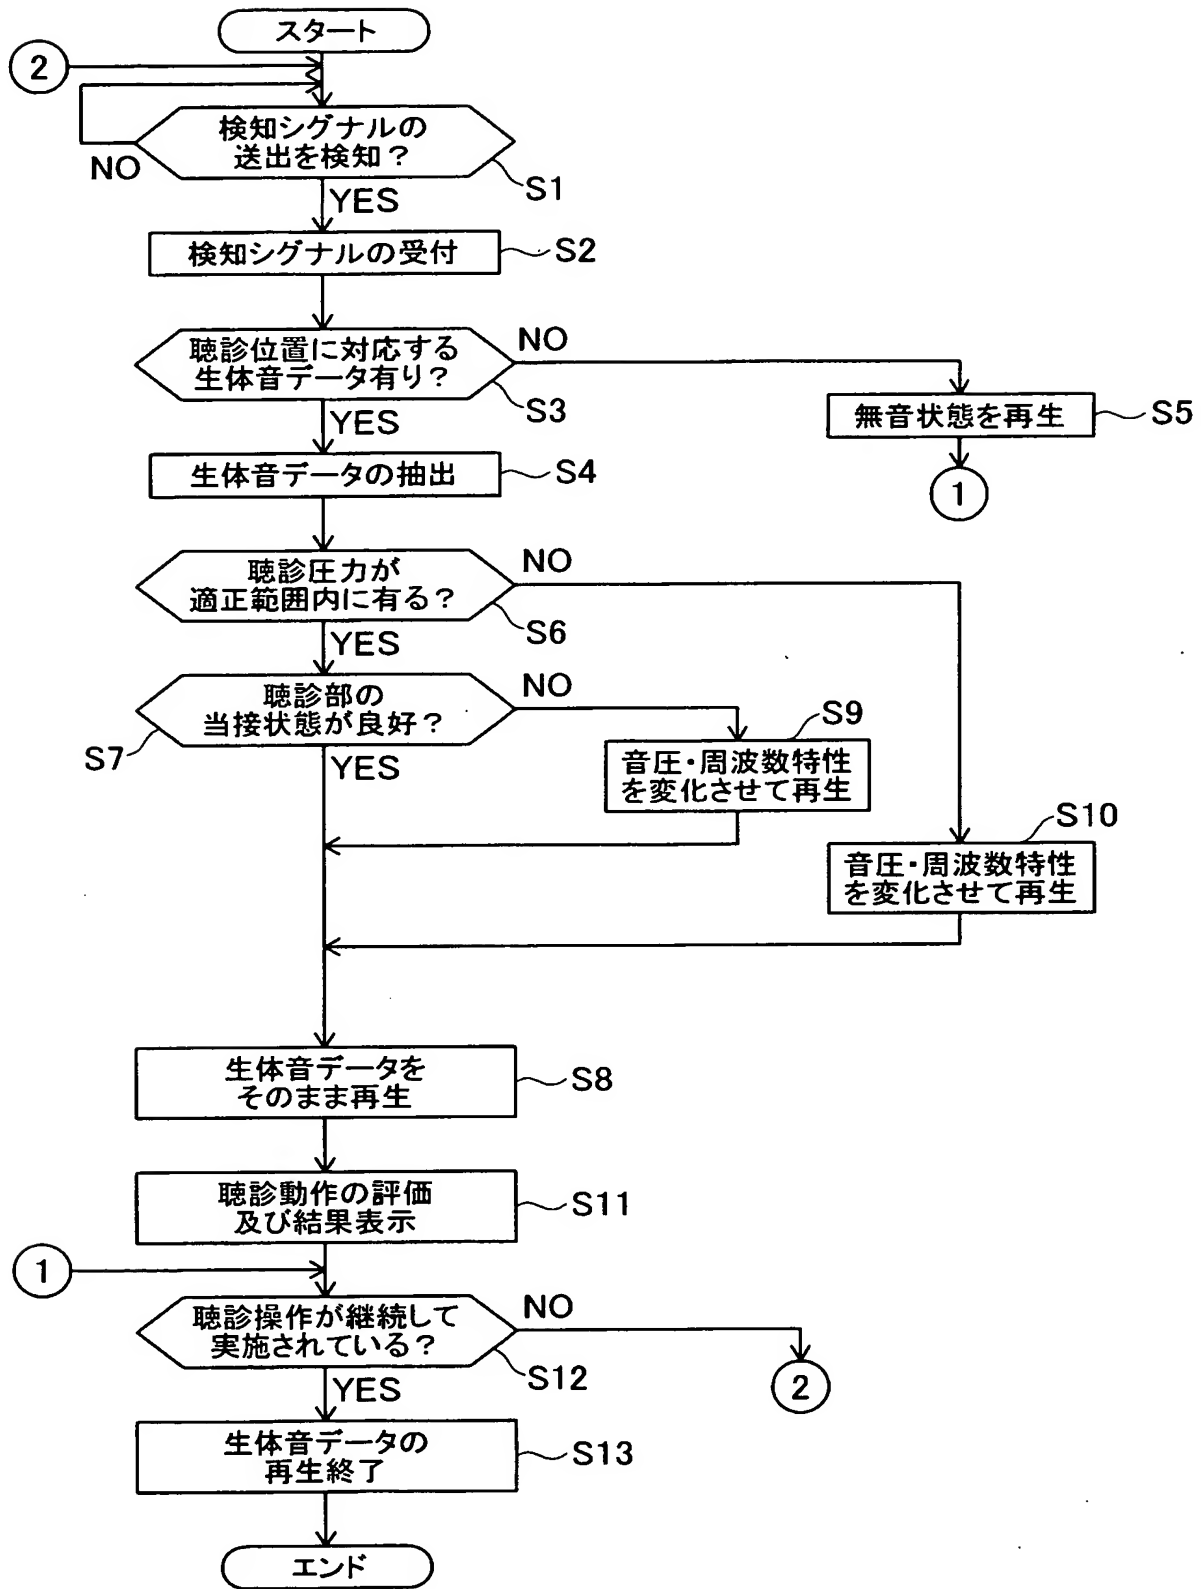 スタート
2
検知シグナルの
送出を検知？
NO
S1
YES
検知シグナルの受付
S2
聴診位置に対応する
生体音データ有り？
NO
S3
YES
無音状態を再生
S5
1
生体音データの抽出
S4
聴診圧力が
適正範囲内に有る？
NO
S6
YES
聴診部の
当接状態が良好？
NO
S7
YES
S9
音圧・周波数特性
を変化させて再生
S10
音圧・周波数特性
を変化させて再生
生体音データを
そのまま再生
S8
聴診動作の評価
及び結果表示
S11
1
聴診操作が継続して
実施されている？
NO
S12
2
YES
生体音データの
再生終了
S13
エンド